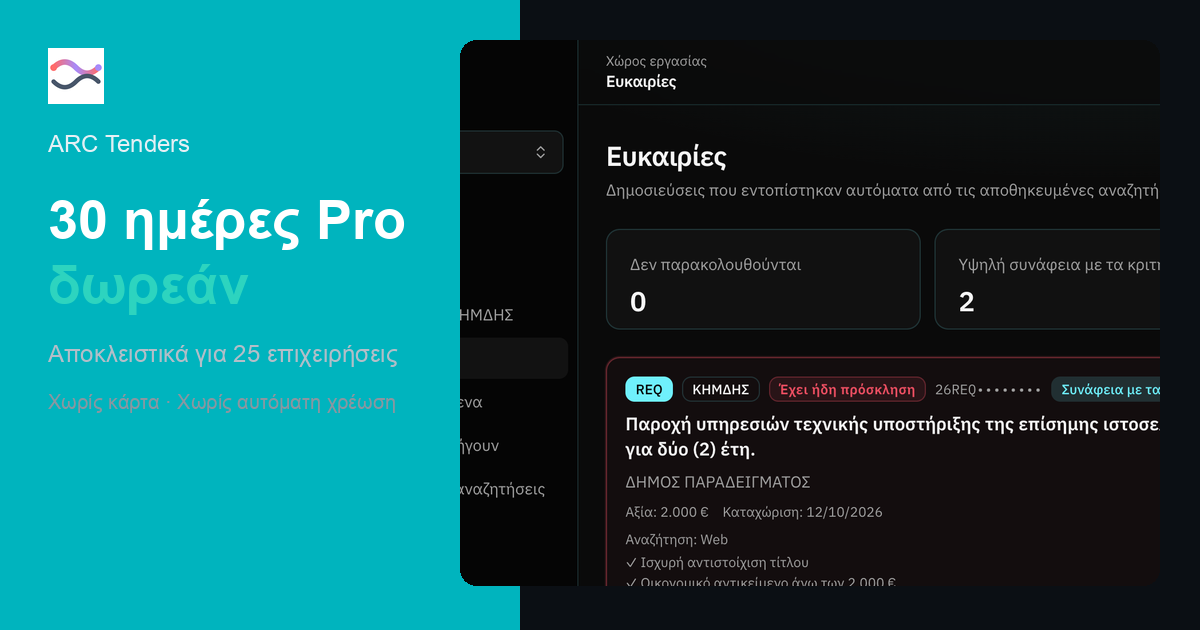 ARC Tenders
30 ημέρες Pro
δωρεάν
Αποκλειστικά για 25 επιχειρήσεις
Χωρίς κάρτα · Χωρίς αυτόματη χρέωση
Χώρος εργασίας
Ευκαιρίες
Ευκαιρίες
Δημοσιεύσεις που εντοπίστηκαν αυτόματα από τις αποθηκευμένες αναζητή
Δεν παρακολουθούνται
0
Υψηλή συνάφεια με τα κριτη
2
ΗΜΔΗΣ
ενα
ήγουν
αναζητήσεις
REQ ΚΗΜΔΗΣ Έχει ήδη πρόσκληση 26REQ•••••••• Συνάφεια με τα
Παροχή υπηρεσιών τεχνικής υποστήριξης της επίσημης ιστοσε
για δύο (2) έτη.
ΔΗΜΟΣ ΠΑΡΑΔΕΙΓΜΑΤΟΣ
Αξία: 2.000 € Καταχώριση: 12/10/2026
Αναζήτηση: Web
✓ Ισχυρή αντιστοίχιση τίτλου
✓ Οικονομικό αντικείμενο άνω των 2.000 €